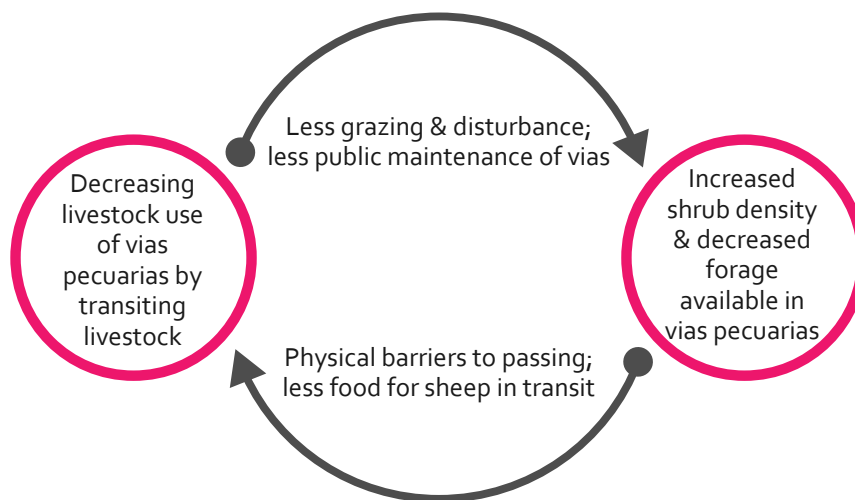 Less grazing & disturbance;
less public maintenance of vias
Decreasing
livestock use
of vias
pecuarias by
transiting
livestock
Increased
shrub density
& decreased
forage
available in
vias pecuarias
Physical barriers to passing;
less food for sheep in transit